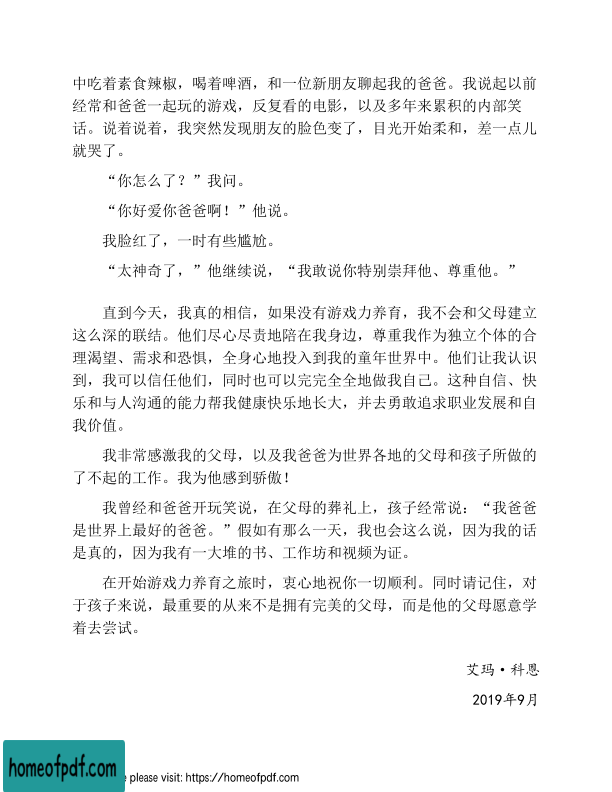 中吃着素食辣椒，喝着啤酒，和一位新朋友聊起我的爸爸。我说起以前
经常和爸爸一起玩的游戏，反复看的电影，以及多年来累积的内部笑
话。说着说着，我突然发现朋友的脸色变了，目光开始柔和，差一点儿
就哭了。
“你怎么了？”我问。
“你好爱你爸爸啊！”他说。
我脸红了，一时有些尴尬。
“太神奇了，”他继续说，“我敢说你特别崇拜他、尊重他。”
直到今天，我真的相信，如果没有游戏力养育，我不会和父母建立
这么深的联结。他们尽心尽责地陪在我身边，尊重我作为独立个体的合
理渴望、需求和恐惧，全身心地投入到我的童年世界中。他们让我认识
到，我可以信任他们，同时也可以完完全全地做我自己。这种自信、快
乐和与人沟通的能力帮我健康快乐地长大，并去勇敢追求职业发展和自
我价值。
我非常感激我的父母，以及我爸爸为世界各地的父母和孩子所做的
了不起的工作。我为他感到骄傲！
我曾经和爸爸开玩笑说，在父母的葬礼上，孩子经常说：“我爸爸
是世界上最好的爸爸。”假如有那么一天，我也会这么说，因为我的话
是真的，因为我有一大堆的书、工作坊和视频为证。
在开始游戏力养育之旅时，衷心地祝你一切顺利。同时请记住，对
于孩子来说，最重要的从来不是拥有完美的父母，而是他的父母愿意学
着去尝试。
艾玛·科恩
2019年9月
homeofpdf.com
e please visit: https://homeofpdf.com